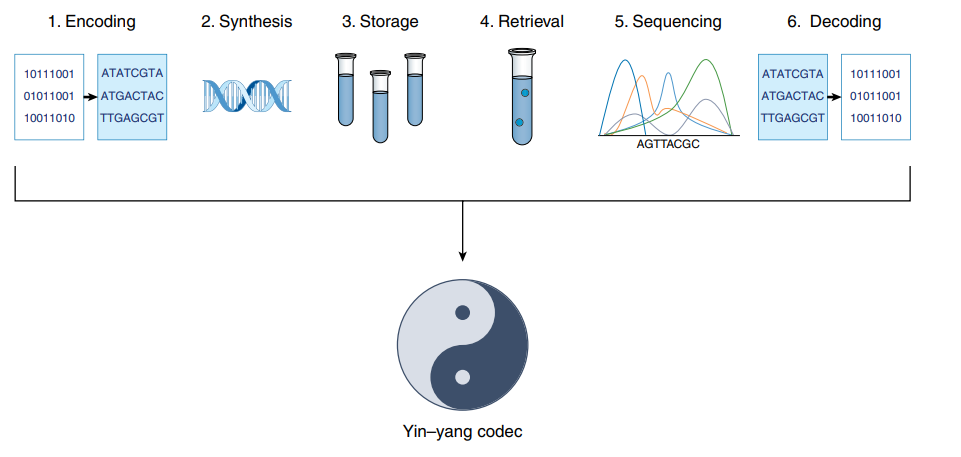 1. Encoding
2. Synthesis
3. Storage
4. Retrieval
5. Sequencing
6. Decoding
10111001
01011001
10011010
ATATCGTA
ATGACTAC
TTGAGCGT
AGTTACGC
ATATCGTA
ATGACTAC
TTGAGCGT
10111001
01011001
10011010
Yin–yang codec